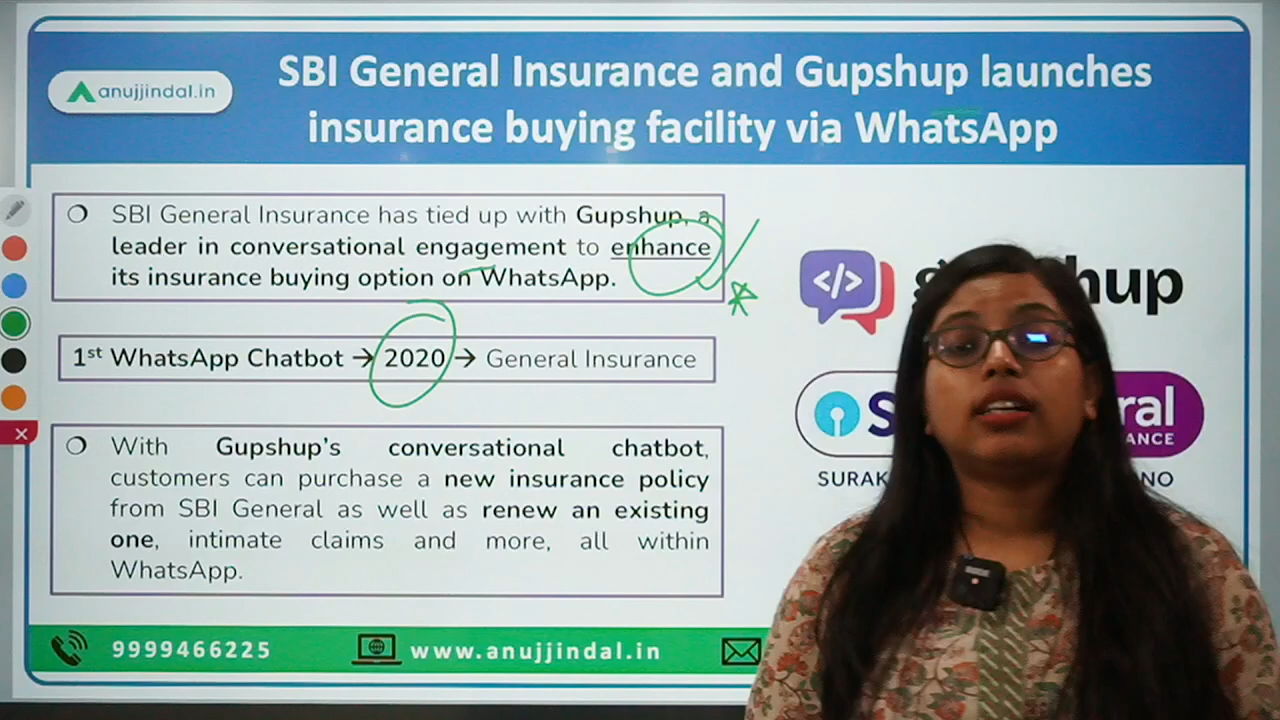 anujjindal.in
SBI General Insurance and Gupshup launches
insurance buying facility via WhatsApp
❍ SBI General Insurance has tied up with Gupshup, a
leader in conversational engagement to enhance
its insurance buying option on WhatsApp.
1st WhatsApp Chatbot → 2020 → General Insurance
❍ With Gupshup's conversational chatbot,
customers can purchase a new insurance policy
from SBI General as well as renew an existing
one, intimate claims and more, all within
WhatsApp.
</> hup
S ral
ANCE
SURAK NO
9999466225
www.anujjindal.in